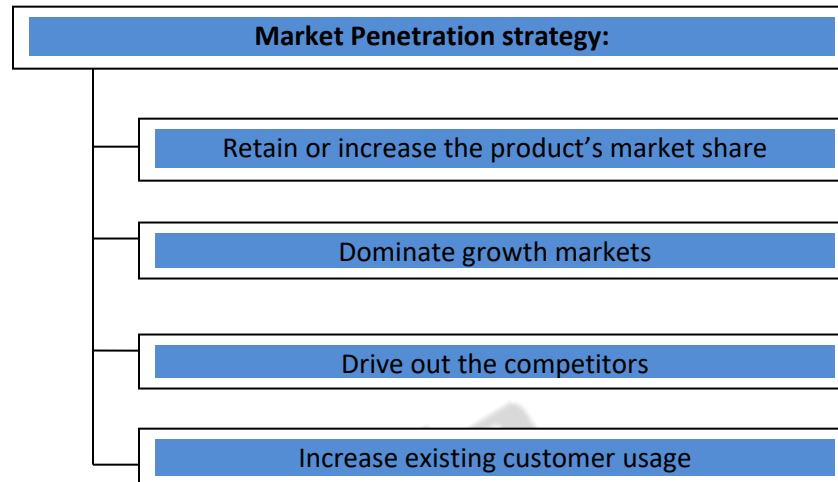 Market Penetration strategy:
Retain or increase the product’s market share
Dominate growth markets
Drive out the competitors
Increase existing customer usage